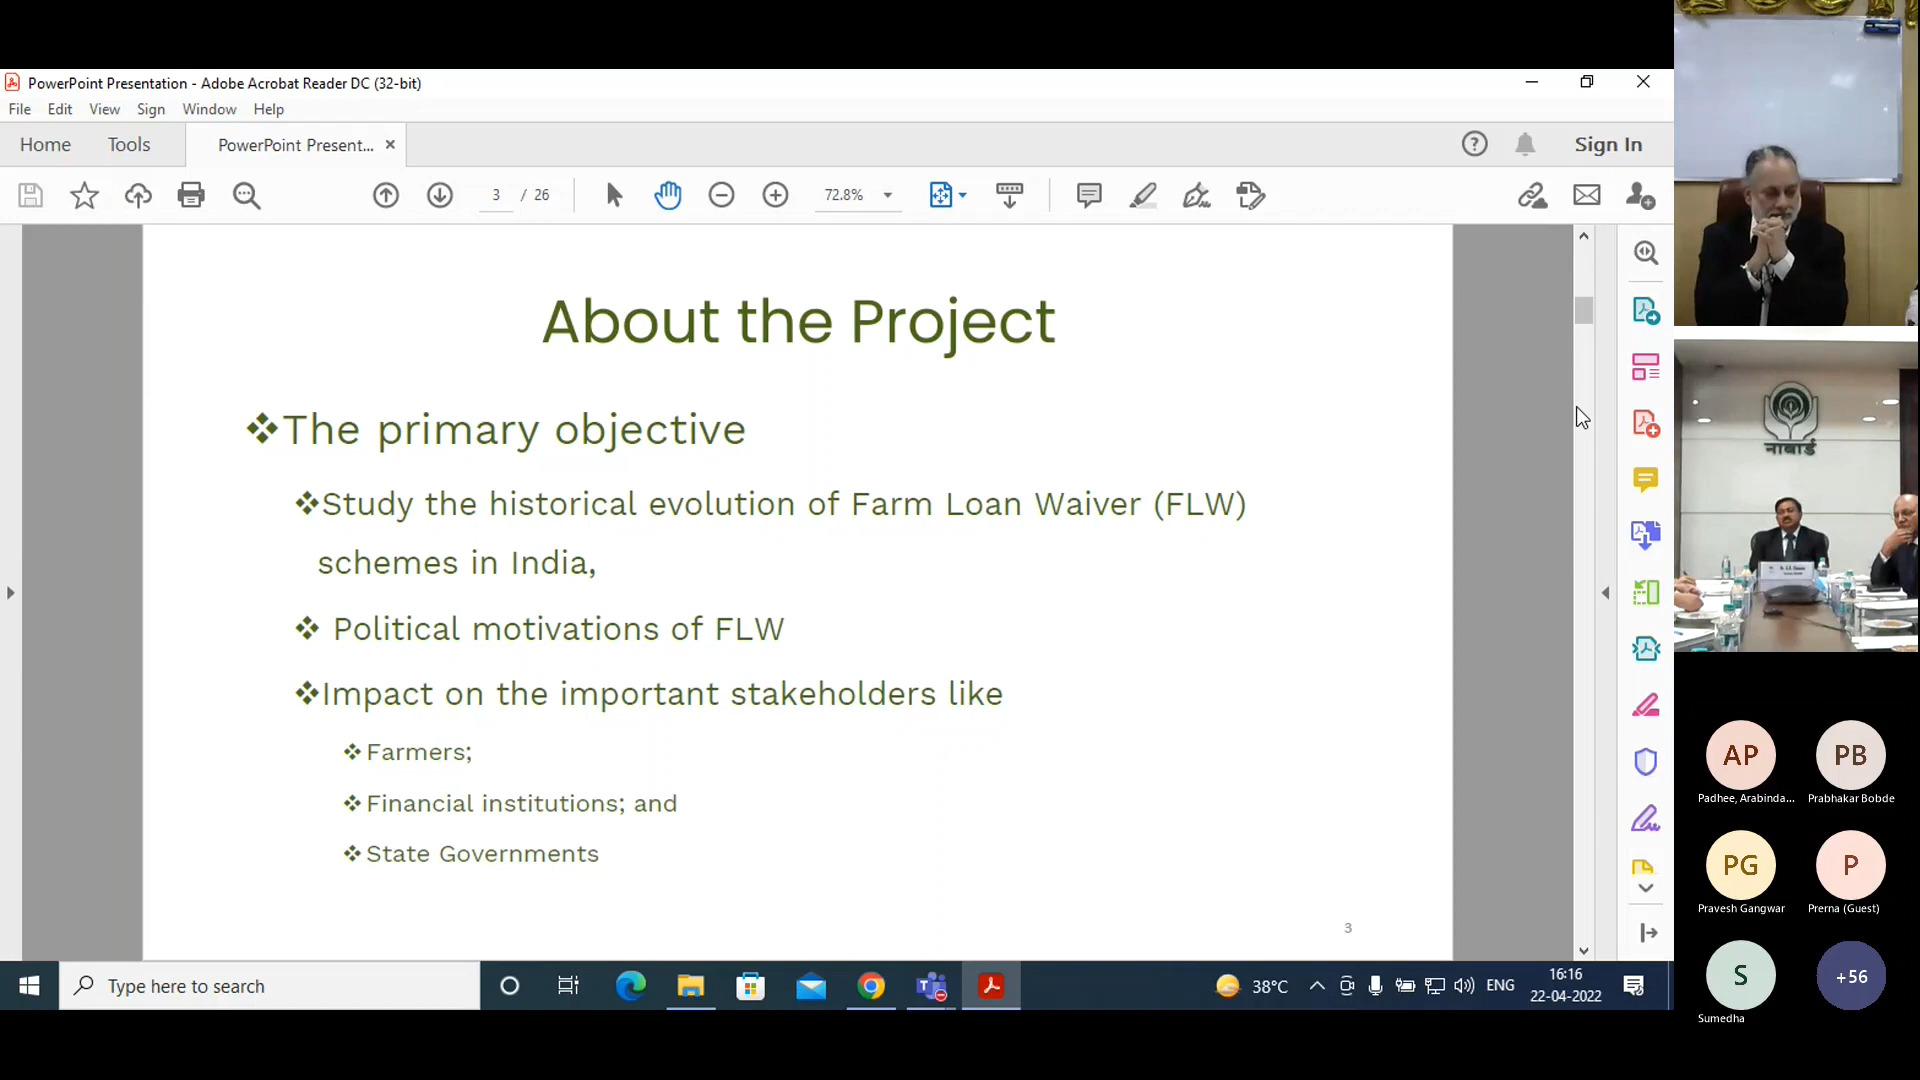 PowerPoint Presentation - Adobe Acrobat Reader DC (32-bit)
File Edit View Sign Window Help
Home Tools PowerPoint Present... Sign In
3 / 26 72.8%
About the Project
❖The primary objective
❖Study the historical evolution of Farm Loan Waiver (FLW)
schemes in India,
❖ Political motivations of FLW
❖Impact on the important stakeholders like
❖Farmers;
❖Financial institutions; and
❖State Governments
3
नाबार्ड
AP PB
Padhee, Arabinda... Prabhakar Bobde
PG P
Pravesh Gangwar Prerna (Guest)
S +56
Sumedha
Type here to search
38°C ENG
16:16
22-04-2022